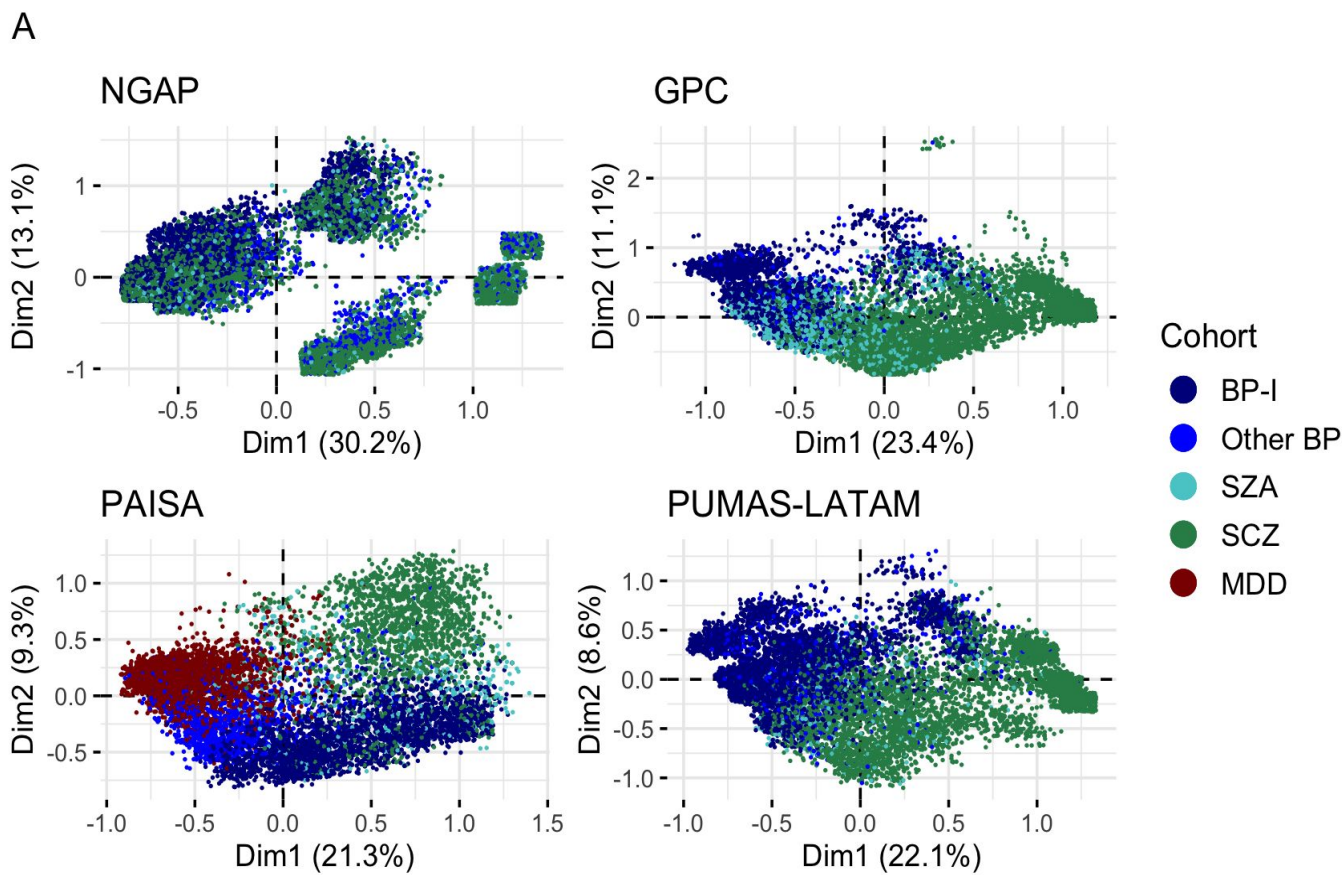 A
NGAP
Dim2 (13.1%)
1
0
-1
-0.5 0.0 0.5 1.0
Dim1 (30.2%)
GPC
Dim2 (11.1%)
2
1
0
-1.0 -0.5 0.0 0.5 1.0
Dim1 (23.4%)
PAISA
Dim2 (9.3%)
1.0
0.5
0.0
-0.5
-1.0 -0.5 0.0 0.5 1.0 1.5
Dim1 (21.3%)
PUMAS-LATAM
Dim2 (8.6%)
1.0
0.5
0.0
-0.5
-1.0
-1.0 -0.5 0.0 0.5 1.0
Dim1 (22.1%)
Cohort
BP-I
Other BP
SZA
SCZ
MDD